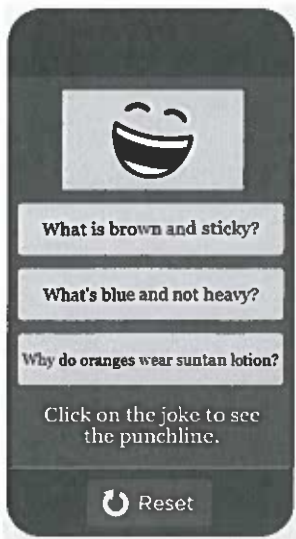 What is brown and sticky?
What's blue and not heavy?
Why do oranges wear suntan lotion?
Click on the joke to see
the punchline.
Reset